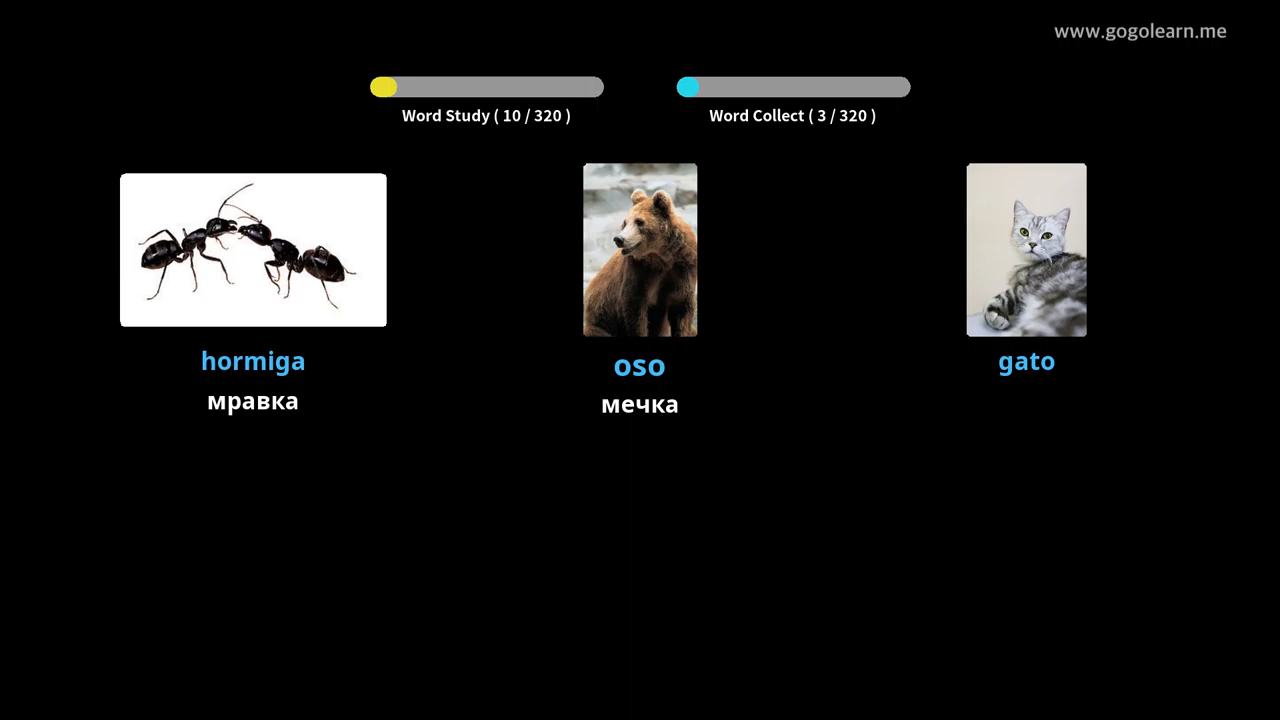 www.gogolearn.me
Word Study ( 10 / 320 )
Word Collect ( 3 / 320 )
hormiga
мравка
oso
мечка
gato